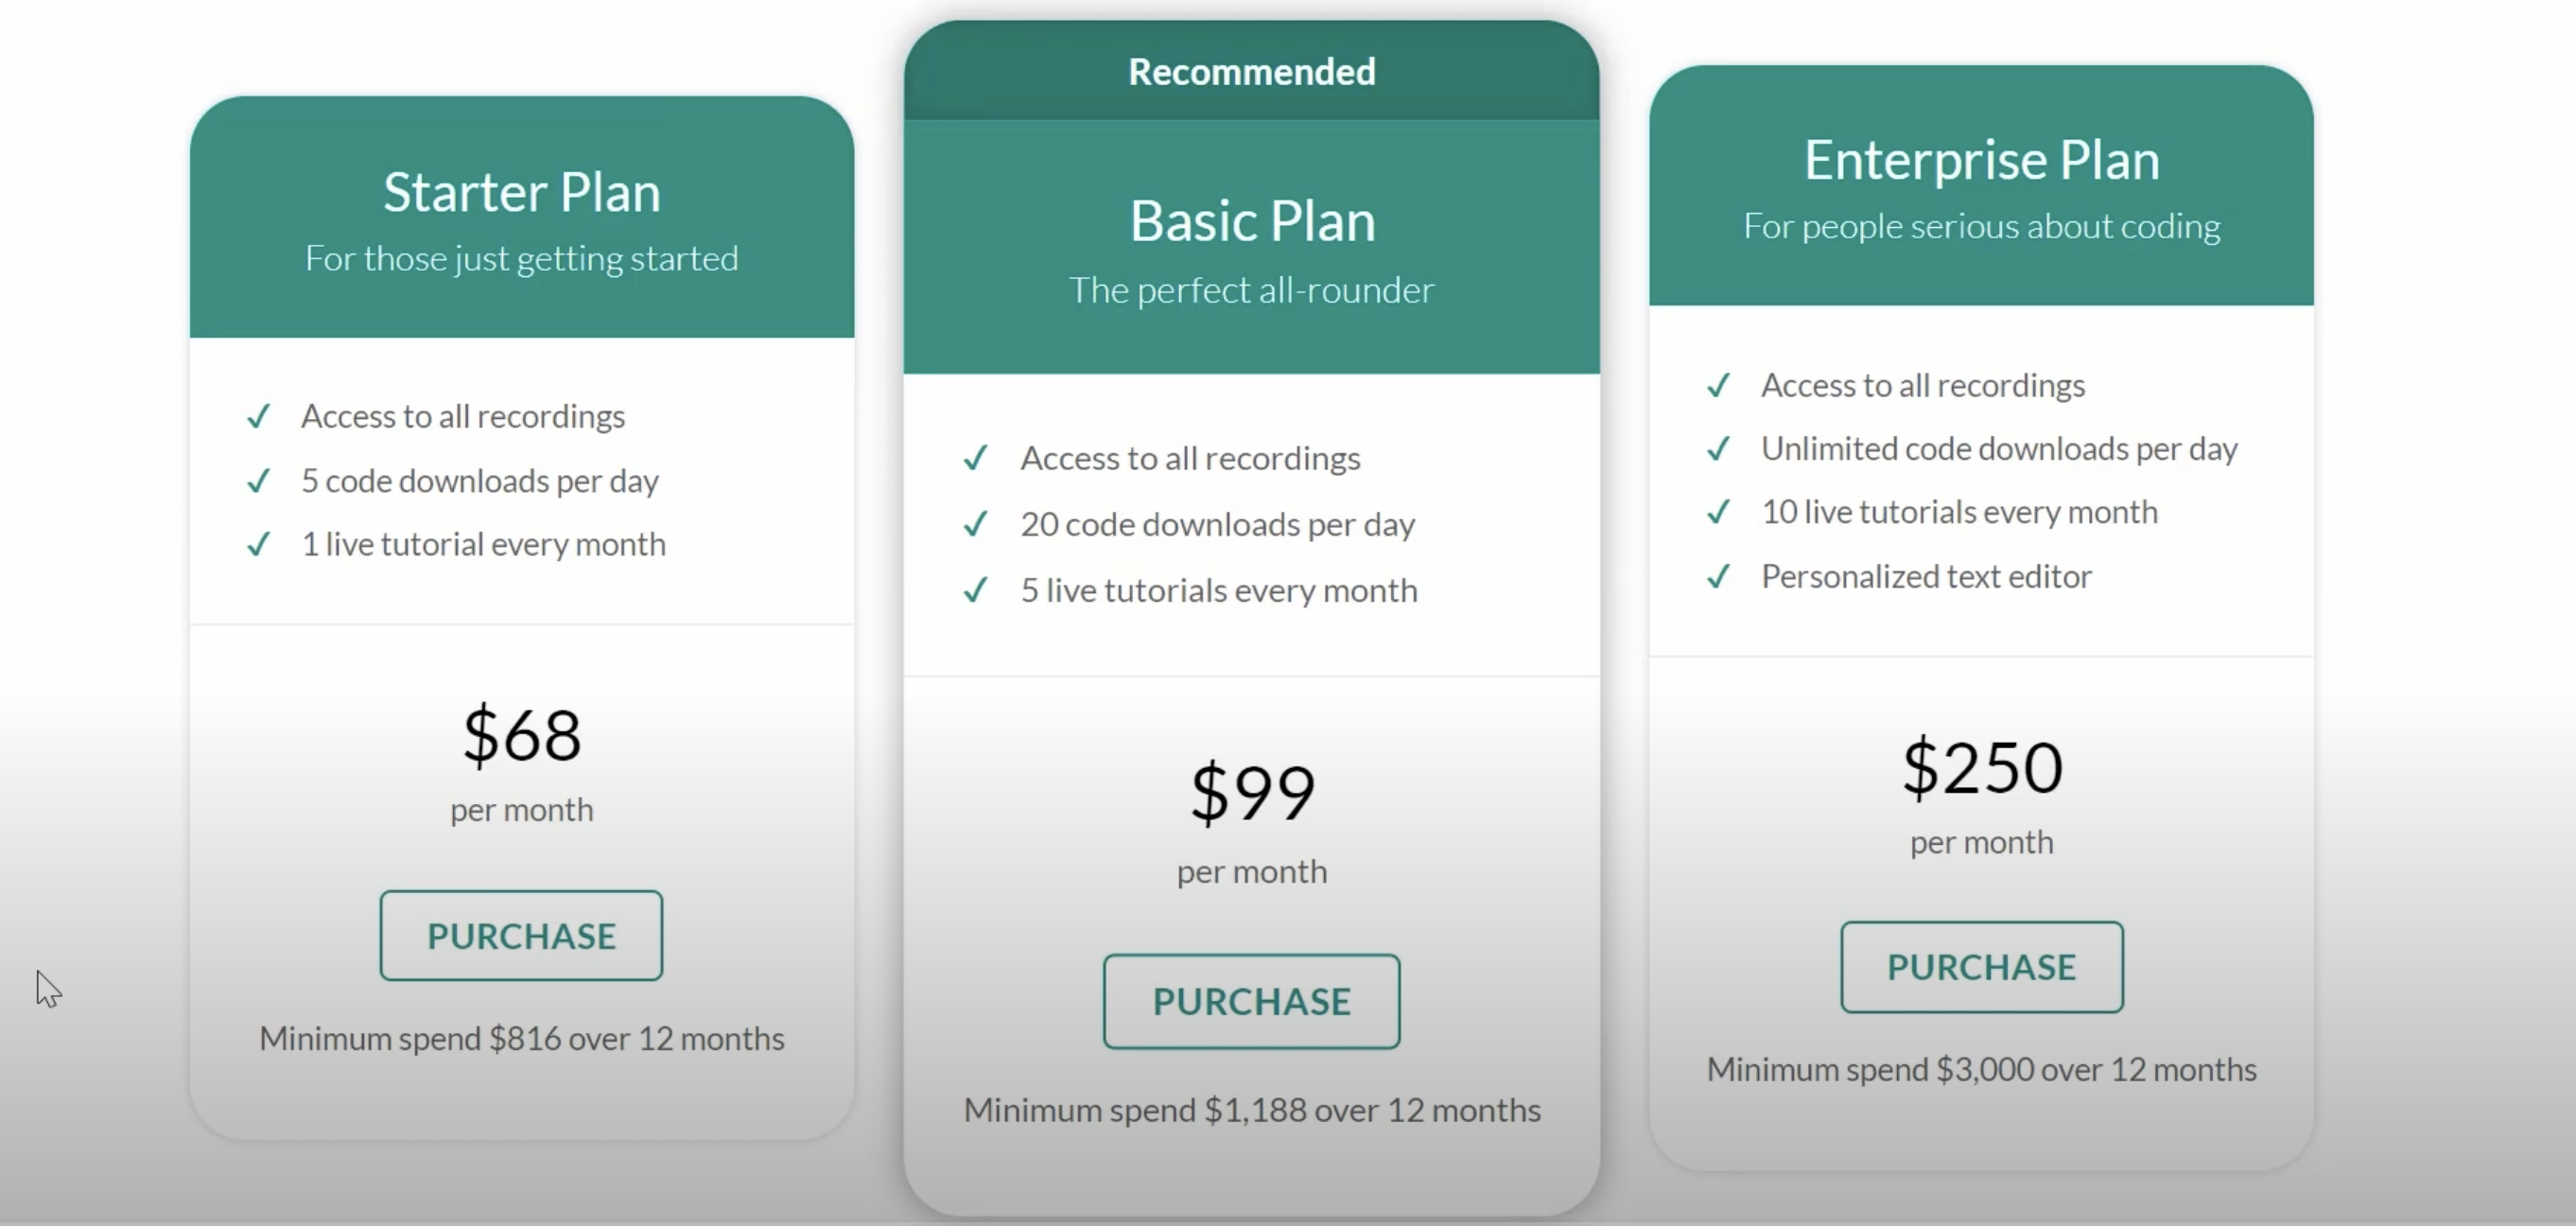 Starter Plan
For those just getting started
✓ Access to all recordings
✓ 5 code downloads per day
✓ 1 live tutorial every month
$68
per month
PURCHASE
Minimum spend $816 over 12 months
Recommended
Basic Plan
The perfect all-rounder
✓ Access to all recordings
✓ 20 code downloads per day
✓ 5 live tutorials every month
$99
per month
PURCHASE
Minimum spend $1,188 over 12 months
Enterprise Plan
For people serious about coding
✓ Access to all recordings
✓ Unlimited code downloads per day
✓ 10 live tutorials every month
✓ Personalized text editor
$250
per month
PURCHASE
Minimum spend $3,000 over 12 months